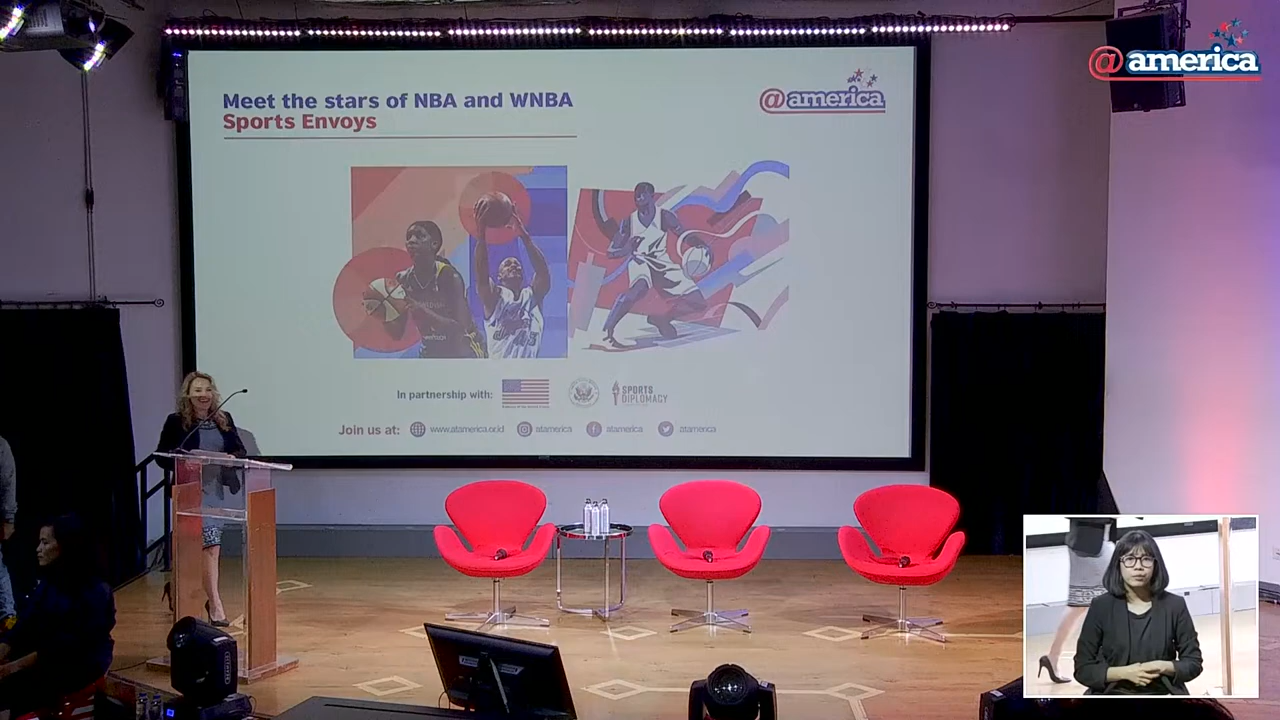 @america
Meet the stars of NBA and WNBA
Sports Envoys
@america
In partnership with:
SPORTS
DIPLOMACY
Join us at:
www.atamerica.or.id
atamerica
atamerica
atamerica